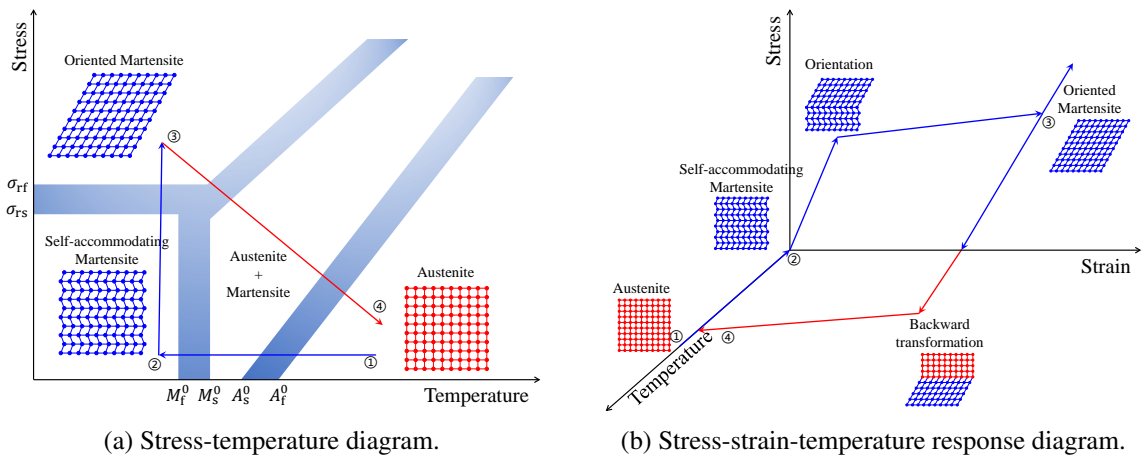 Stress
Oriented Martensite
③
σrf
σrs
Self-accommodating
Martensite
Austenite
+
Martensite
④
Austenite
②
①
M⁰f
M⁰s
A⁰s
A⁰f
Temperature
(a) Stress-temperature diagram.
Stress
Orientation
Oriented
Martensite
③
Self-accommodating
Martensite
②
Strain
Austenite
①
④
Temperature
Backward
transformation
(b) Stress-strain-temperature response diagram.